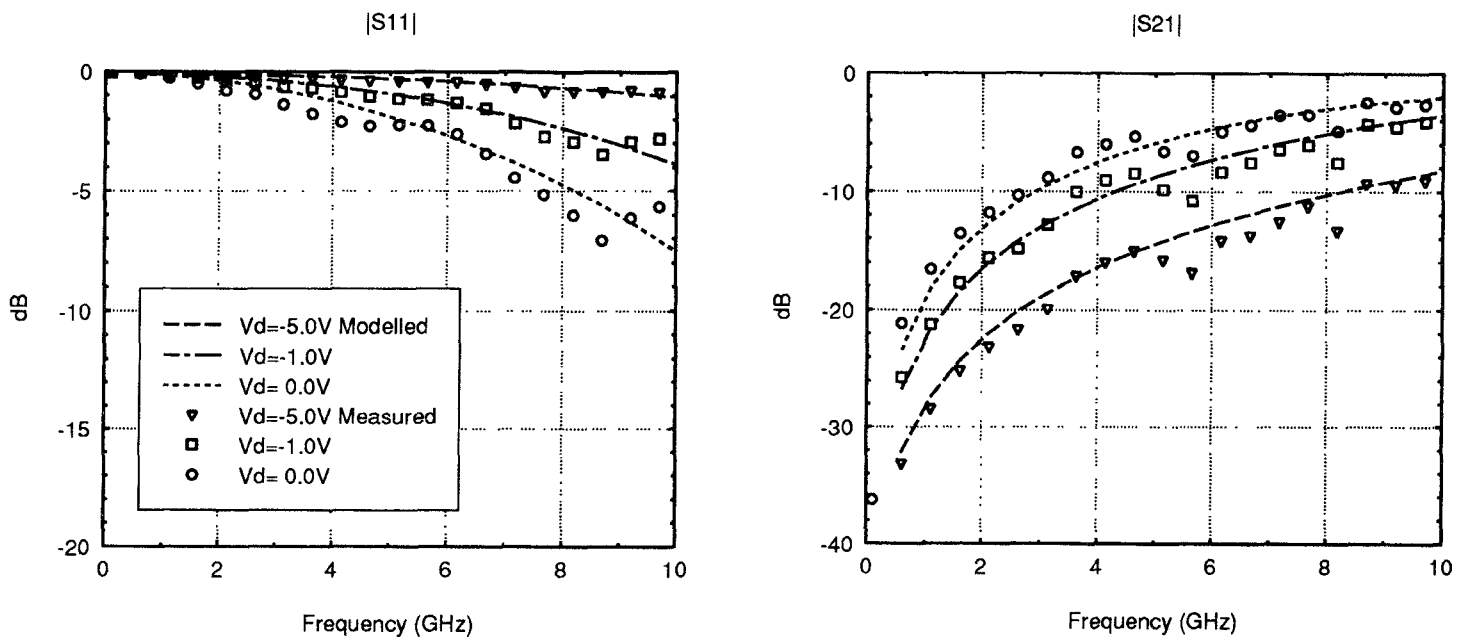 |S11|
0
-5
-10
-15
-20
dB
0 2 4 6 8 10
Frequency (GHz)
Vd=-5.0V Modelled
Vd=-1.0V
Vd= 0.0V
Vd=-5.0V Measured
Vd=-1.0V
Vd= 0.0V
|S21|
0
-10
-20
-30
-40
dB
0 2 4 6 8 10
Frequency (GHz)